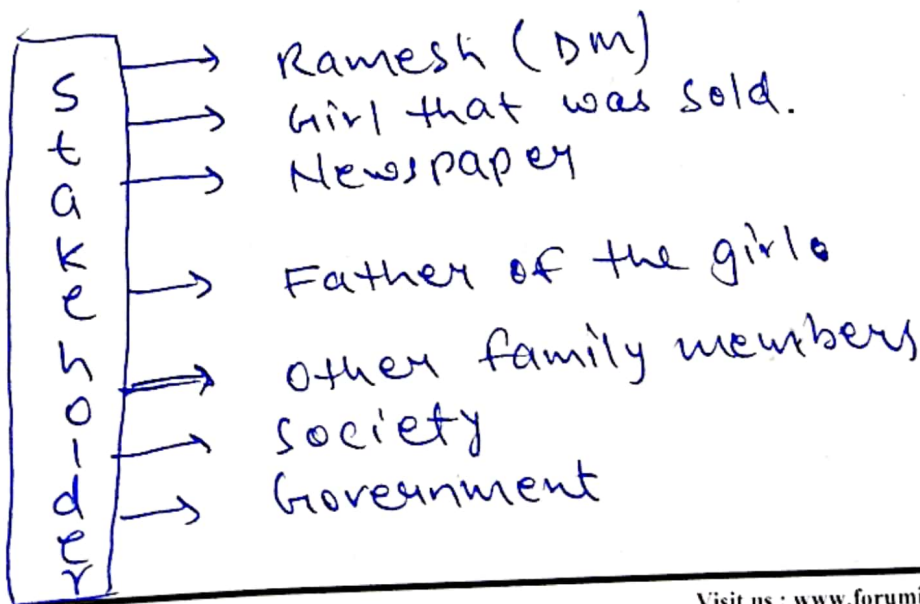 Stakeholder
Ramesh (DM)
Girl that was sold.
Newspaper
Father of the girl.
Other family members
Society
Government
Visit us : www.forumi